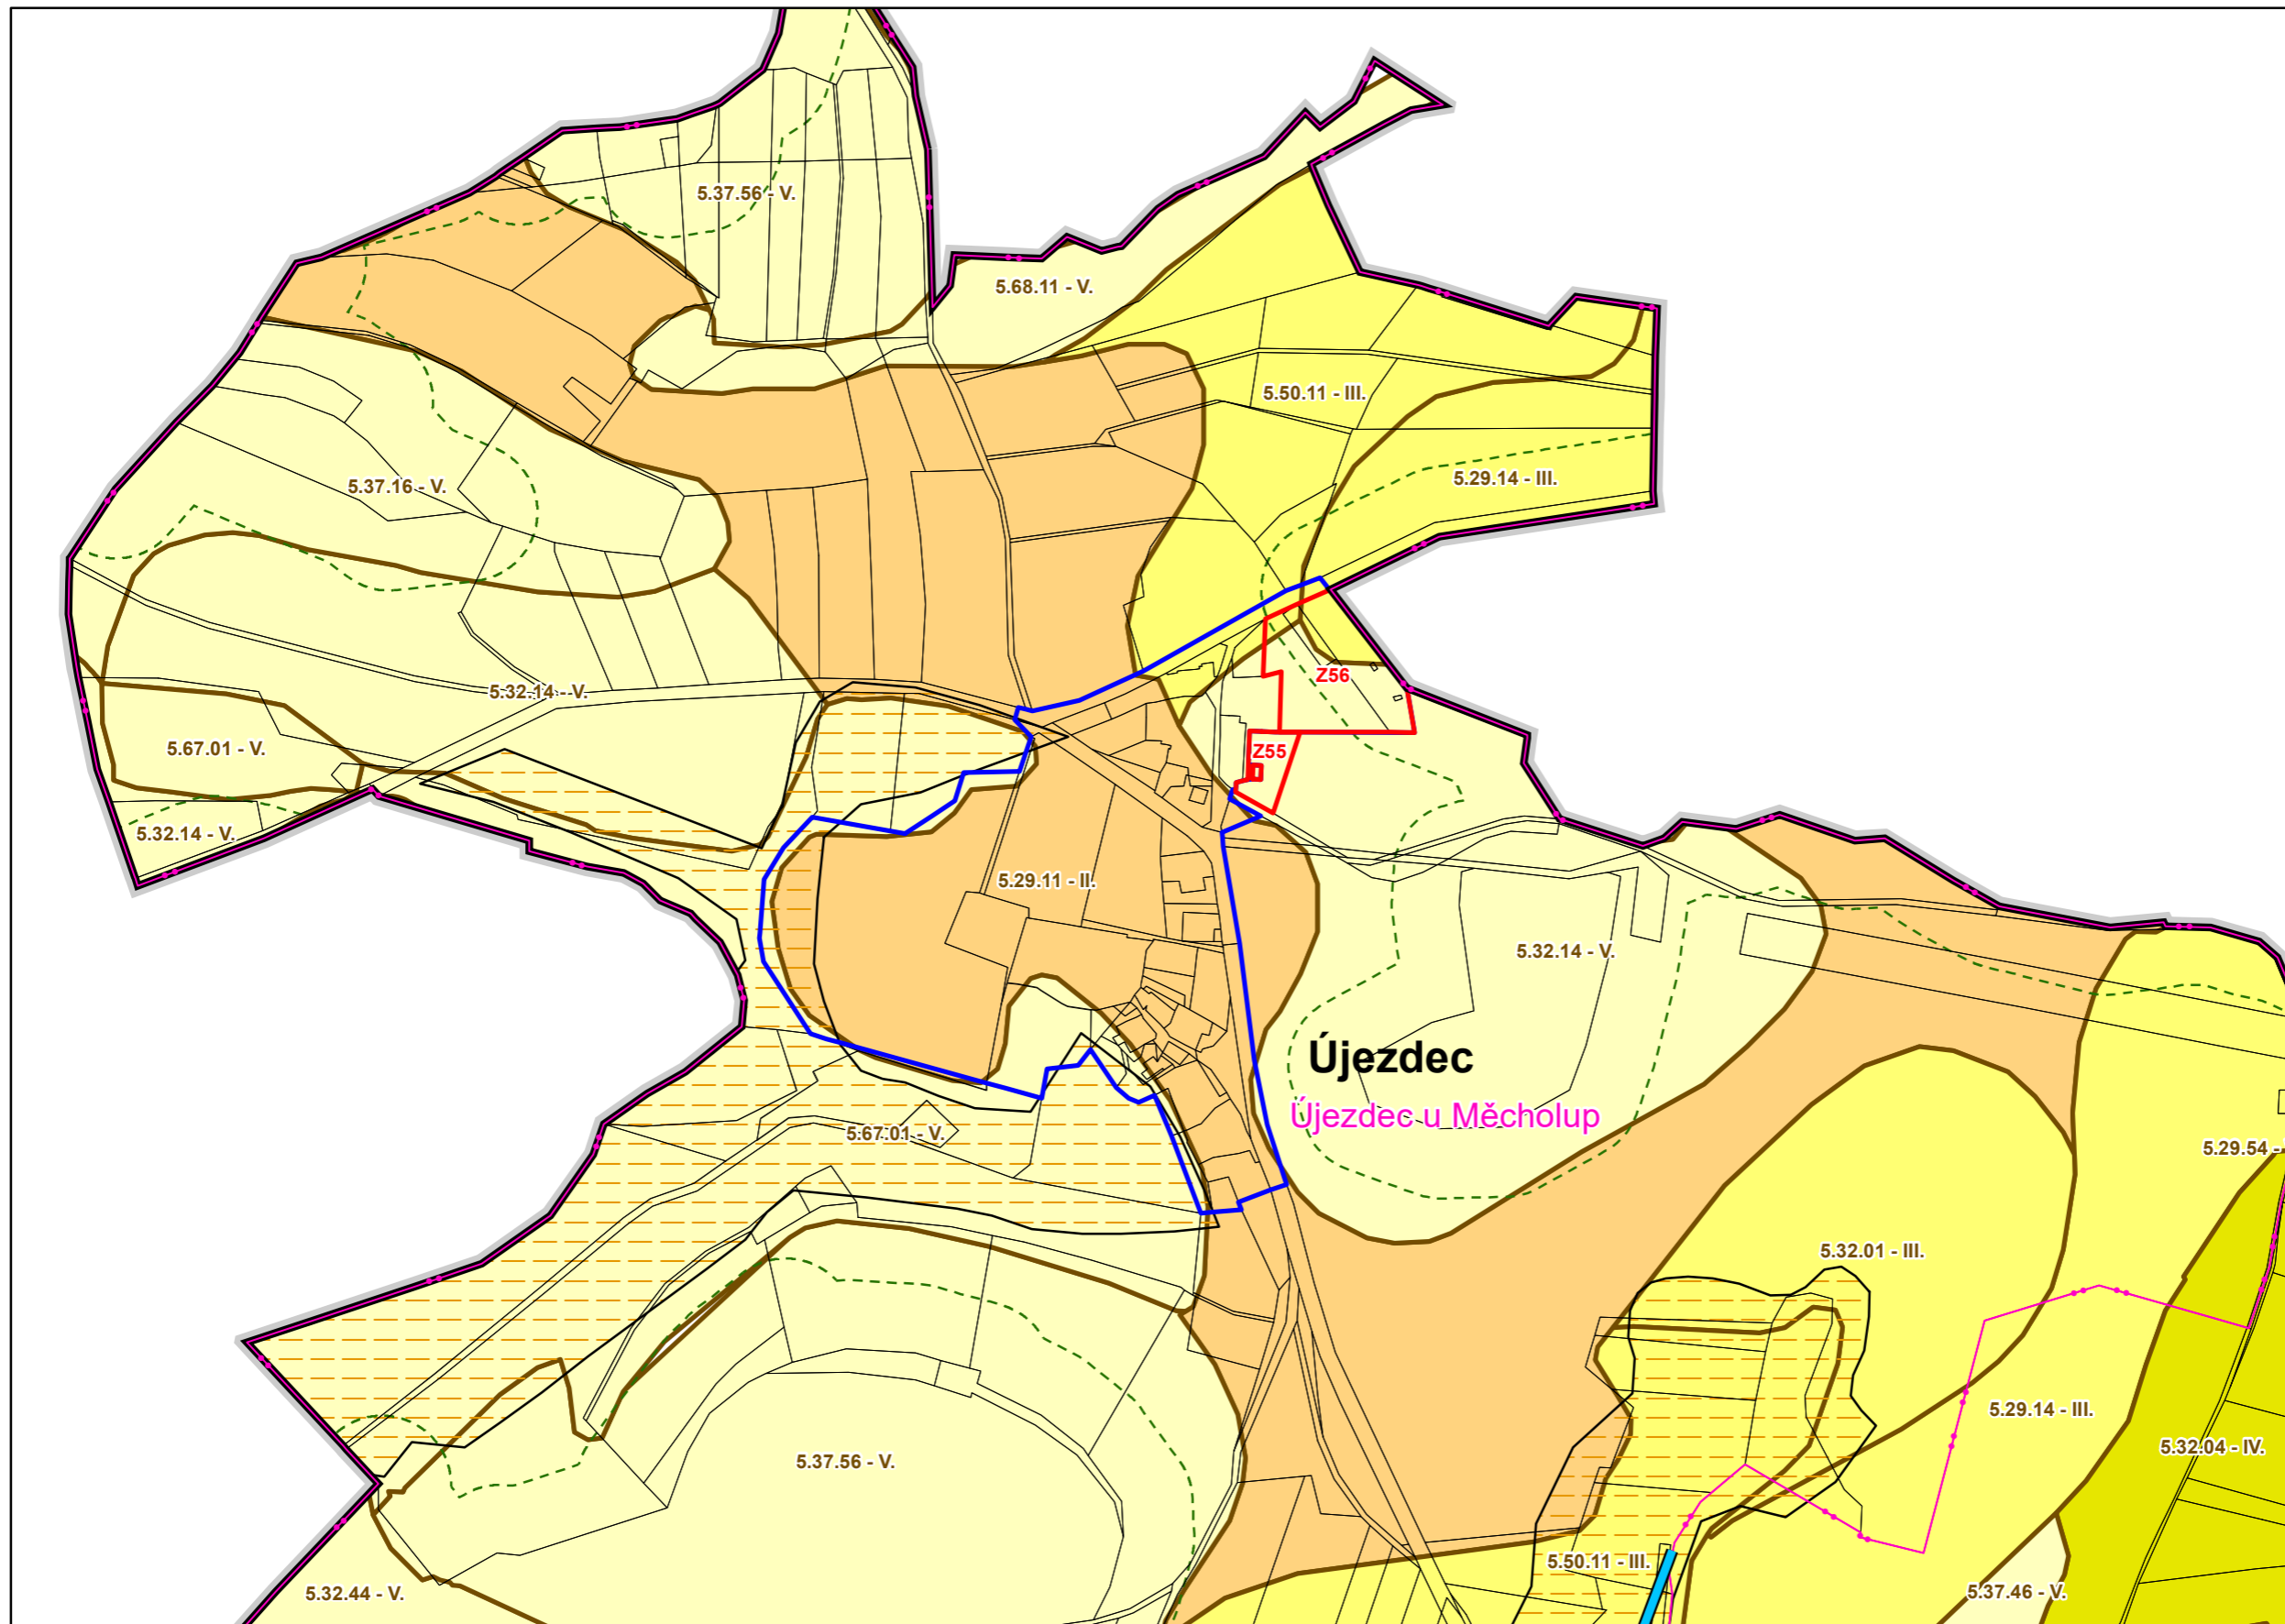 5.37.56 - V.
5.68.11 - V.
5.50.11 - III.
5.29.14 - III.
5.37.16 - V.
Z56
5.32.14 - V.
5.67.01 - V.
Z55
5.32.14 - V.
5.29.11 - II.
5.32.14 - V.
Újezdec
Újezdec u Měcholup
5.67.01 - V.
5.29.54 -
5.32.01 - III.
5.29.14 - III.
5.32.04 - IV.
5.37.56 - V.
5.50.11 - III.
5.32.44 - V.
5.37.46 - V.